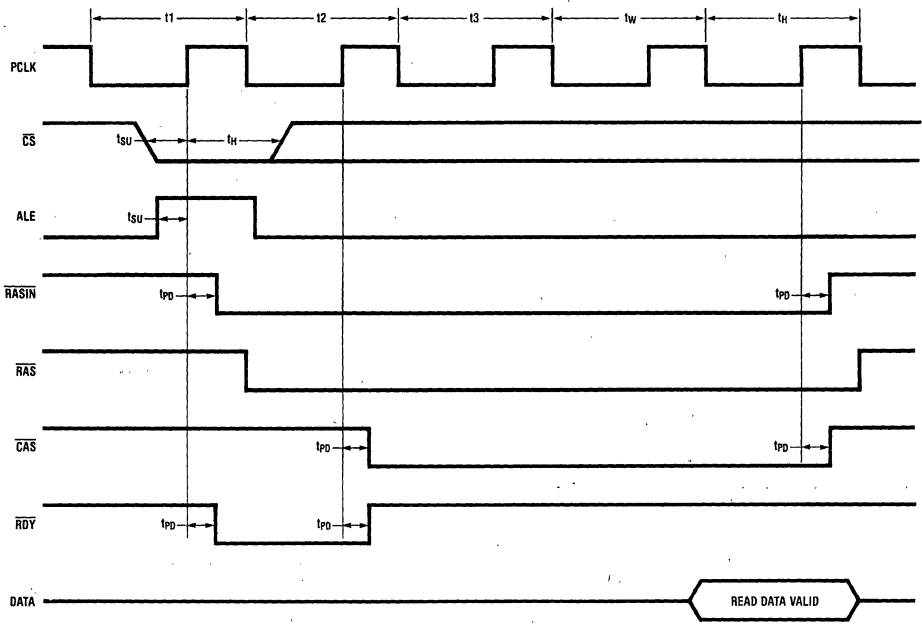 t1 t2 t3 tW tH
PCLK
CS tSU tH
ALE tSU
RASIN tPD tPD
RAS
CAS tPD tPD
RDY tPD tPD
DATA READ DATA VALID